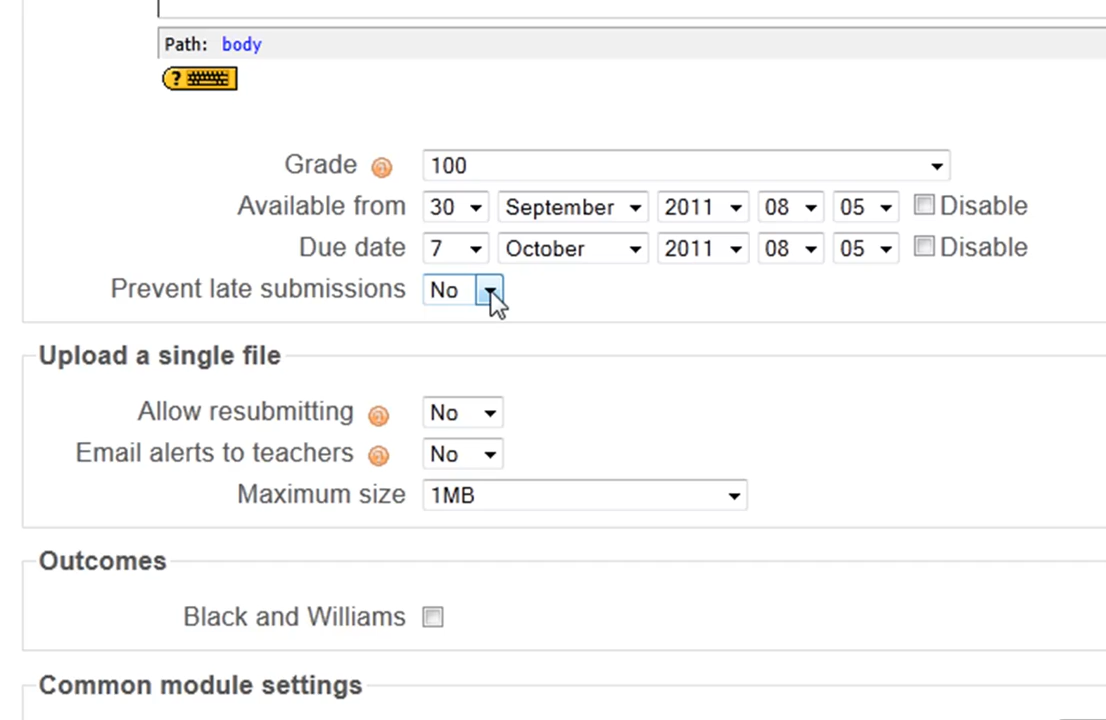 Path: body
?
Grade 100
Available from 30 September 2011 08 05 Disable
Due date 7 October 2011 08 05 Disable
Prevent late submissions No
Upload a single file
Allow resubmitting No
Email alerts to teachers No
Maximum size 1MB
Outcomes
Black and Williams
Common module settings